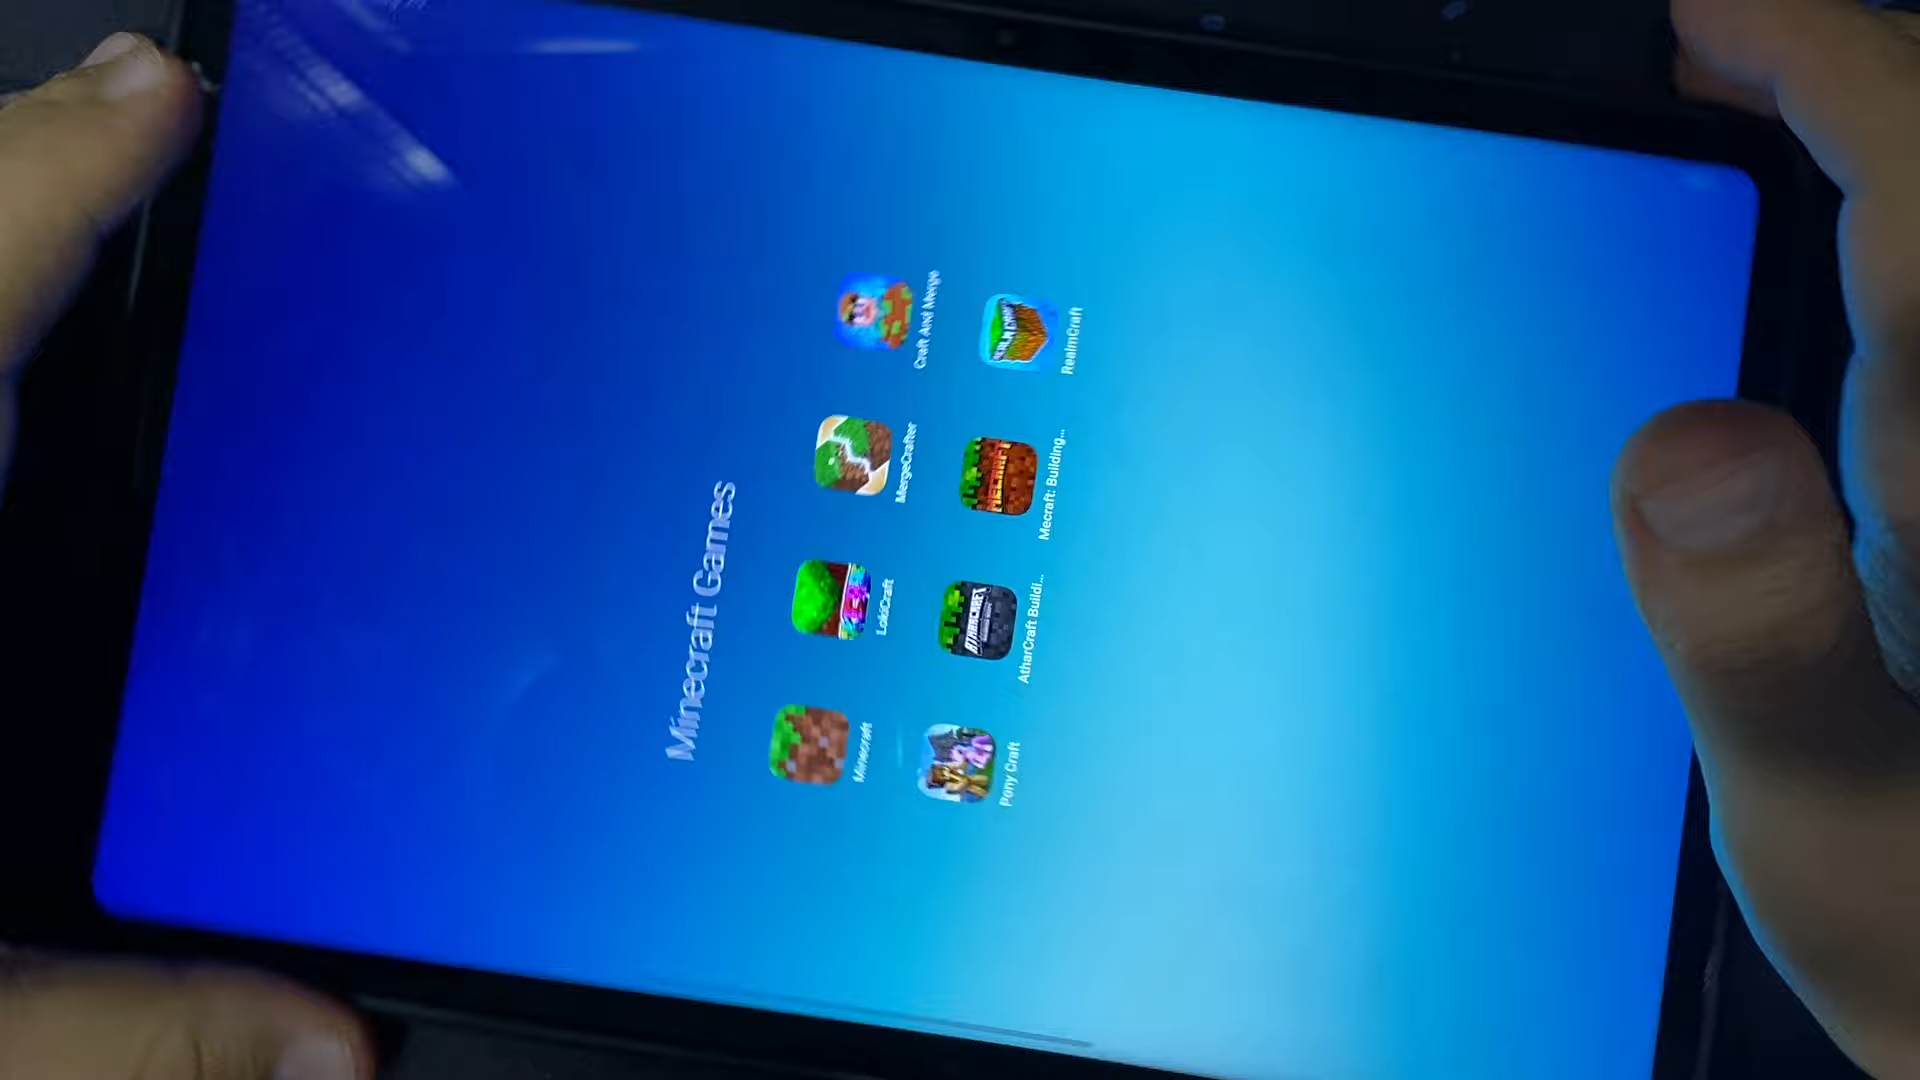 Minecraft Games
Minecraft
LokiCraft
MergeCrafter
Craft And Merge
Pony Craft
AtharCraft Buildi...
Mecraft: Building...
RealmCraft